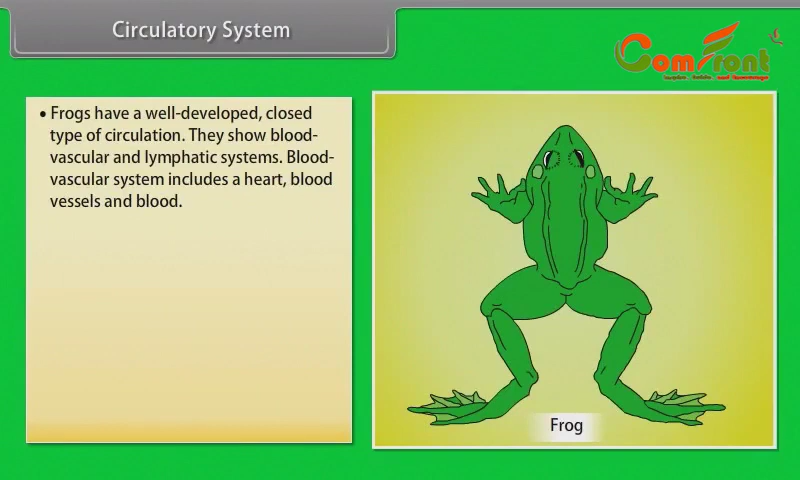 Circulatory System
ComFront
• Frogs have a well-developed, closed
type of circulation. They show blood-
vascular and lymphatic systems. Blood-
vascular system includes a heart, blood
vessels and blood.
Frog